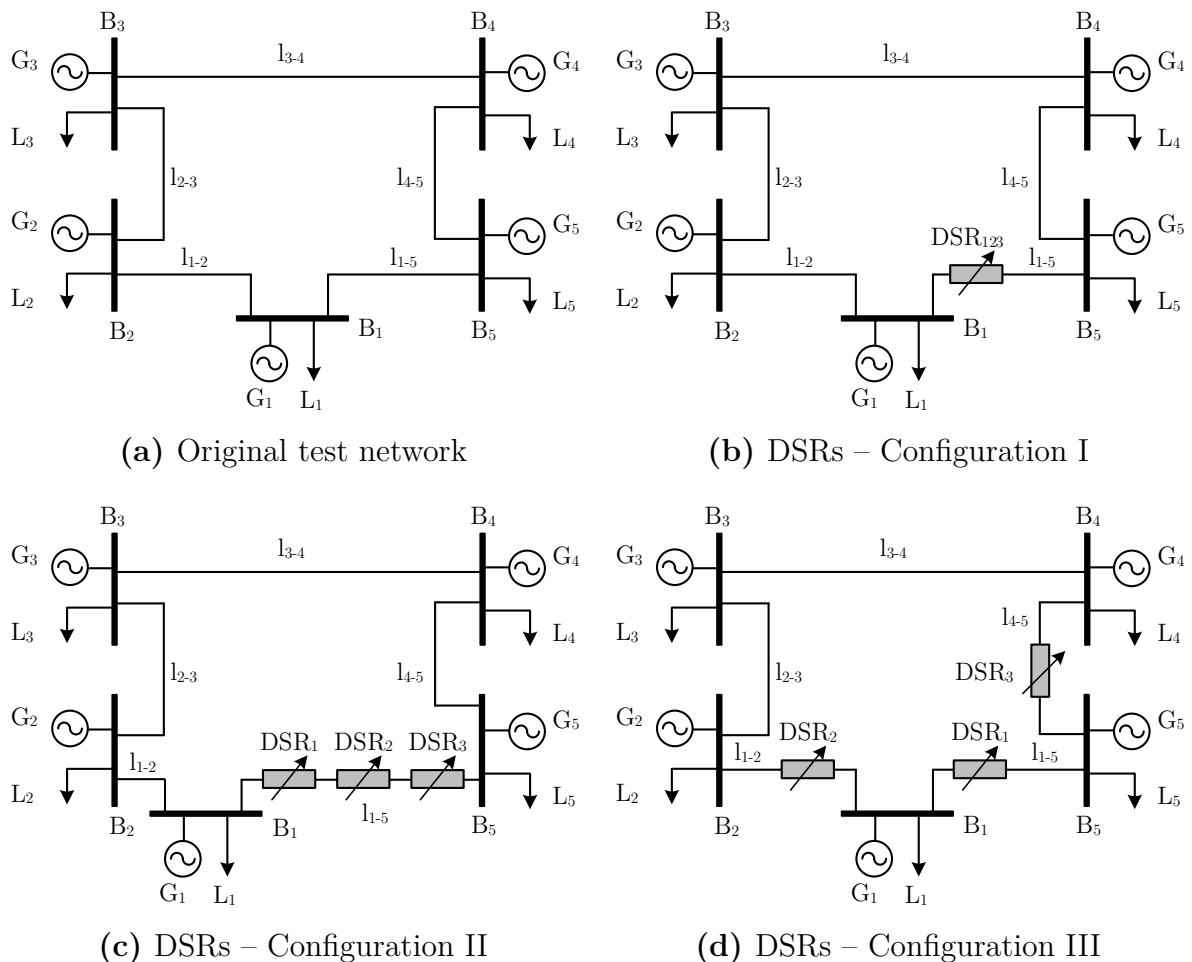 B3
B4
l3-4
G3
G4
L3
L4
l2-3
l4-5
G2
G5
l1-2
l1-5
L2
L5
B2
B1
B5
G1
L1
(a) Original test network
B3
B4
l3-4
G3
G4
L3
L4
l2-3
l4-5
G2
G5
DSR123
l1-2
l1-5
L2
L5
B2
B1
B5
G1
L1
(b) DSRs – Configuration I
B3
B4
l3-4
G3
G4
L3
L4
l2-3
l4-5
G2
G5
DSR1
DSR2
DSR3
l1-2
L2
l1-5
L5
B2
B1
B5
G1
L1
(c) DSRs – Configuration II
B3
B4
l3-4
G3
G4
l4-5
L3
L4
l2-3
DSR3
G2
G5
DSR2
DSR1
l1-2
l1-5
L2
L5
B2
B1
B5
G1
L1
(d) DSRs – Configuration III